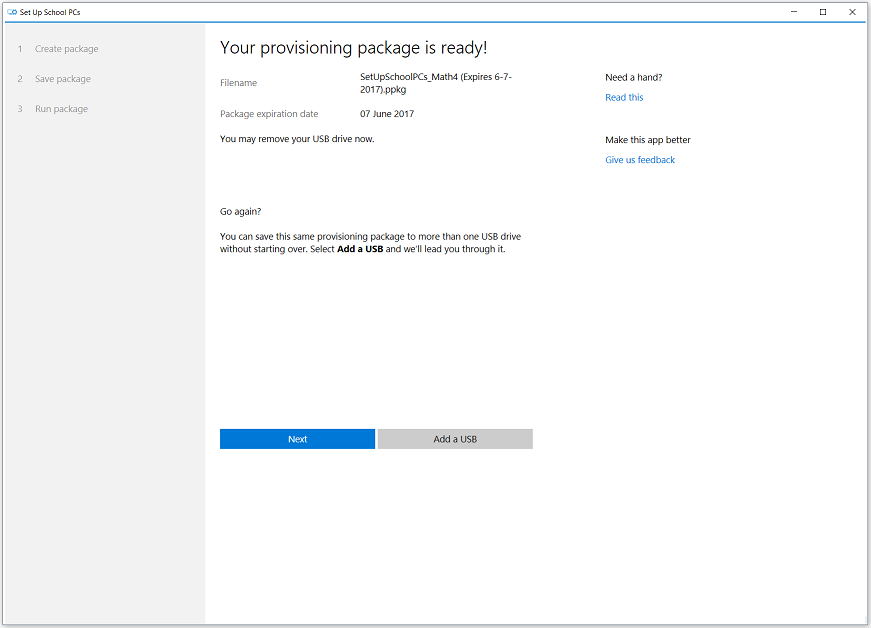 Set Up School PCs
1 Create package
2 Save package
3 Run package
Your provisioning package is ready!
Filename
SetUpSchoolPCs_Math4 (Expires 6-7-
2017).ppkg
Package expiration date
07 June 2017
You may remove your USB drive now.
Go again?
You can save this same provisioning package to more than one USB drive
without starting over. Select Add a USB and we'll lead you through it.
Next
Add a USB
Need a hand?
Read this
Make this app better
Give us feedback